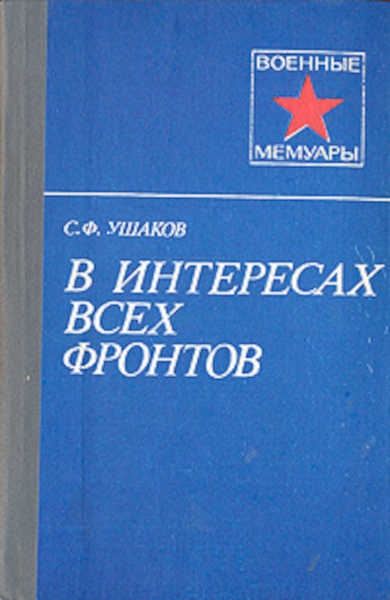 ВОЕННЫЕ
МЕМУАРЫ
С.Ф. УШАКОВ
В ИНТЕРЕСАХ
ВСЕХ
ФРОНТОВ